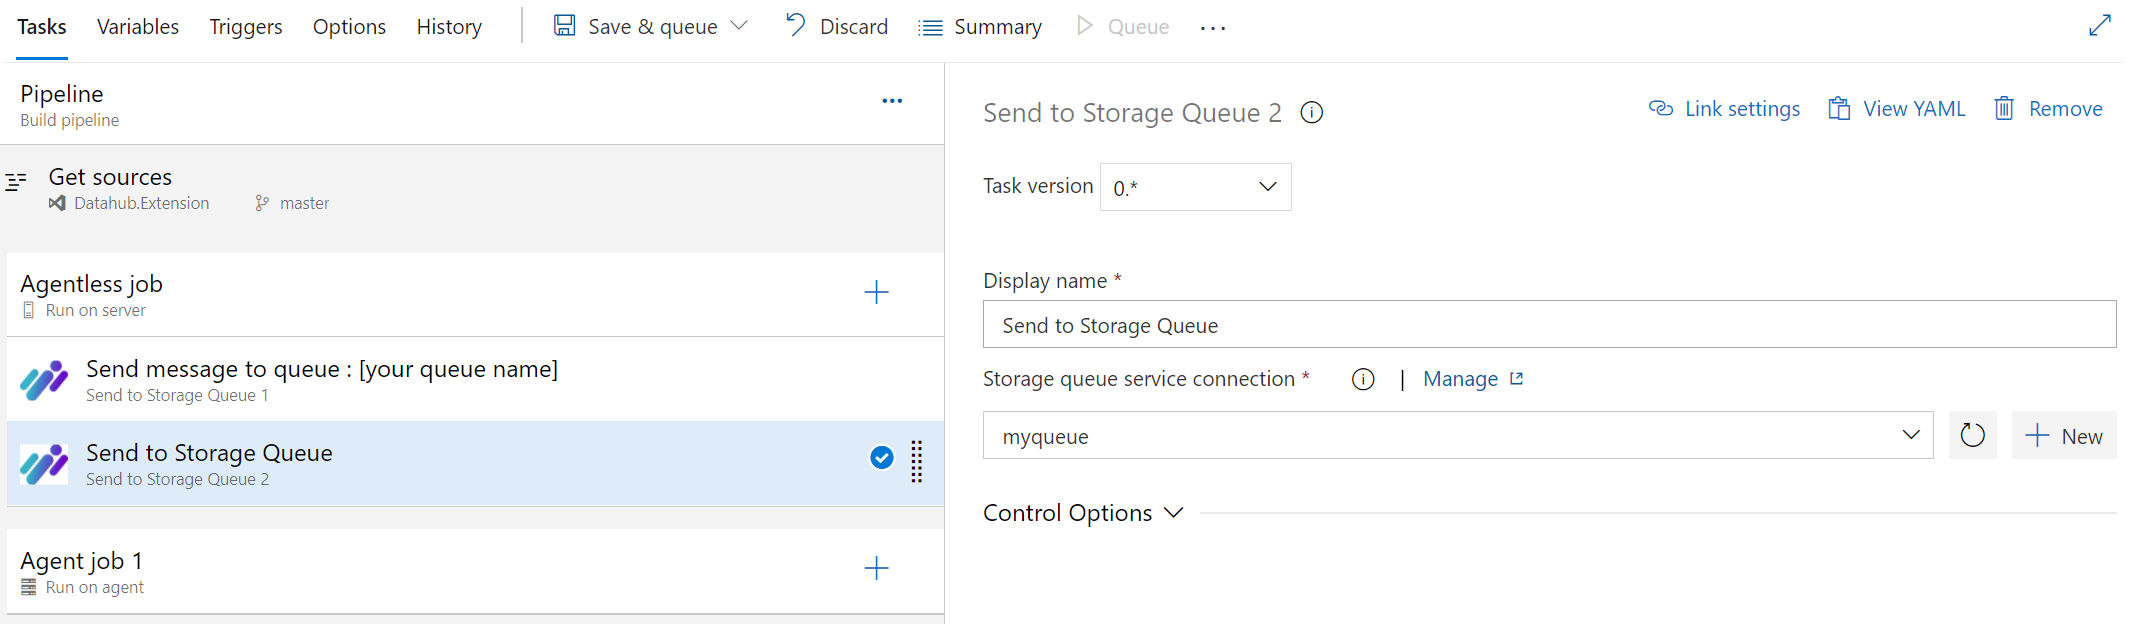 Tasks Variables Triggers Options History Save & queue Discard Summary Queue ...
Pipeline
Build pipeline
Get sources
Datahub.Extension master
Agentless job
Run on server
Send message to queue : [your queue name]
Send to Storage Queue 1
Send to Storage Queue
Send to Storage Queue 2
Agent job 1
Run on agent
Send to Storage Queue 2 Link settings View YAML Remove
Task version 0.*
Display name *
Send to Storage Queue
Storage queue service connection * | Manage
myqueue New
Control Options